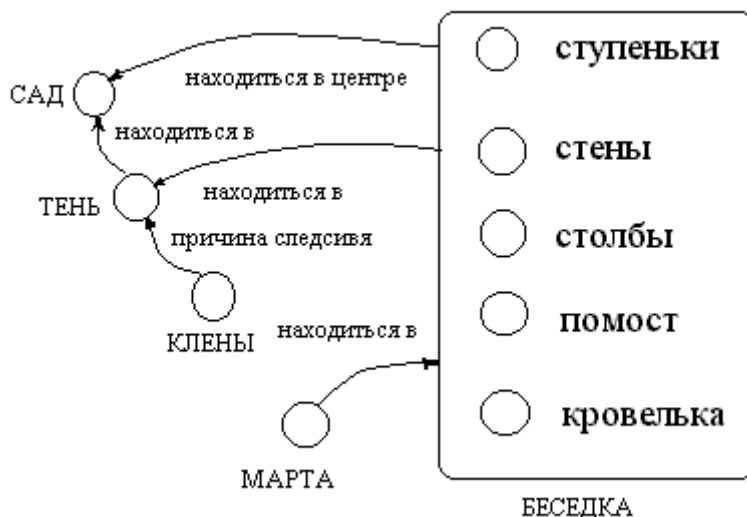 ступеньки
находиться в центре
САД
находиться в
стены
находиться в
ТЕНЬ
причина следсивя
столбы
находиться в
КЛЕНЫ
помост
кровелька
МАРТА
БЕСЕДКА